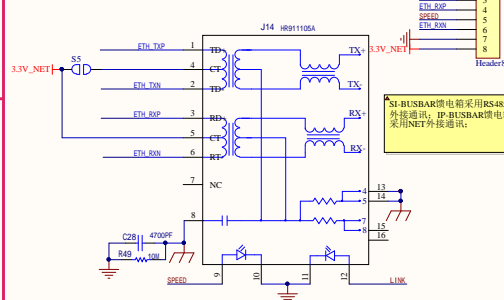 ETH_RXP
SPEED
ETH_RXN
3
4
5
6
7
8
Header8
3.3V_NET
J14 HR911105A
ETH_TXP
1
TD+
TX+
3.3V_NET
S5
4
CT
ETH_TXN
2
TD-
TX-
ETH_RXP
3
RD+
RX+
5
CT
ETH_RXN
6
RX-
7
NC
8
4
13
5
14
7
15
8
16
C28
4700PF
R49
10M
SPEED
9
10
11
12
LINK
SI-BUSBAR馈电箱采用RS48
外接通讯；IP-BUSBAR馈电
采用NET外接通讯；